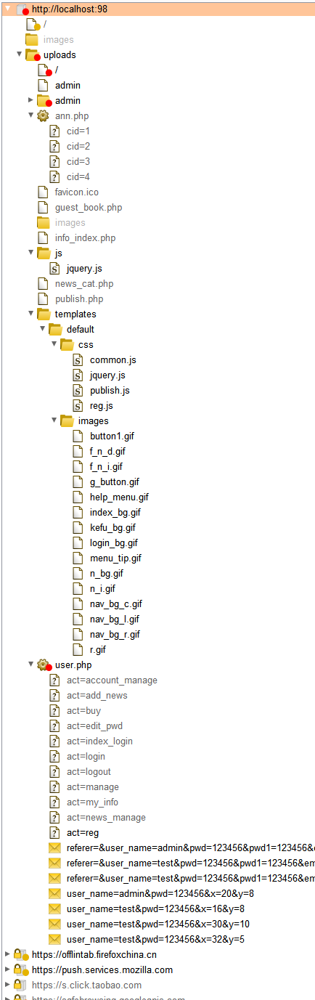 http://localhost:98
/
images
uploads
/
admin
admin
ann.php
cid=1
cid=2
cid=3
cid=4
favicon.ico
guest_book.php
images
info_index.php
js
jquery.js
news_cat.php
publish.php
templates
default
css
common.js
jquery.js
publish.js
reg.js
images
button1.gif
f_n_d.gif
f_n_i.gif
g_button.gif
help_menu.gif
index_bg.gif
kefu_bg.gif
login_bg.gif
menu_tip.gif
n_bg.gif
n_i.gif
nav_bg_c.gif
nav_bg_l.gif
nav_bg_r.gif
r.gif
user.php
act=account_manage
act=add_news
act=buy
act=edit_pwd
act=index_login
act=login
act=logout
act=manage
act=my_info
act=news_manage
act=reg
referer=&user_name=admin&pwd=123456&pwd1=123456&
referer=&user_name=test&pwd=123456&pwd1=123456&em
referer=&user_name=test&pwd=123456&pwd1=123456&em
user_name=admin&pwd=123456&x=20&y=8
user_name=test&pwd=123456&x=16&y=8
user_name=test&pwd=123456&x=30&y=10
user_name=test&pwd=123456&x=32&y=5
https://offlintab.firefoxchina.cn
https://push.services.mozilla.com
https://s.click.taobao.com
https://safebrowsing.googleapis.com